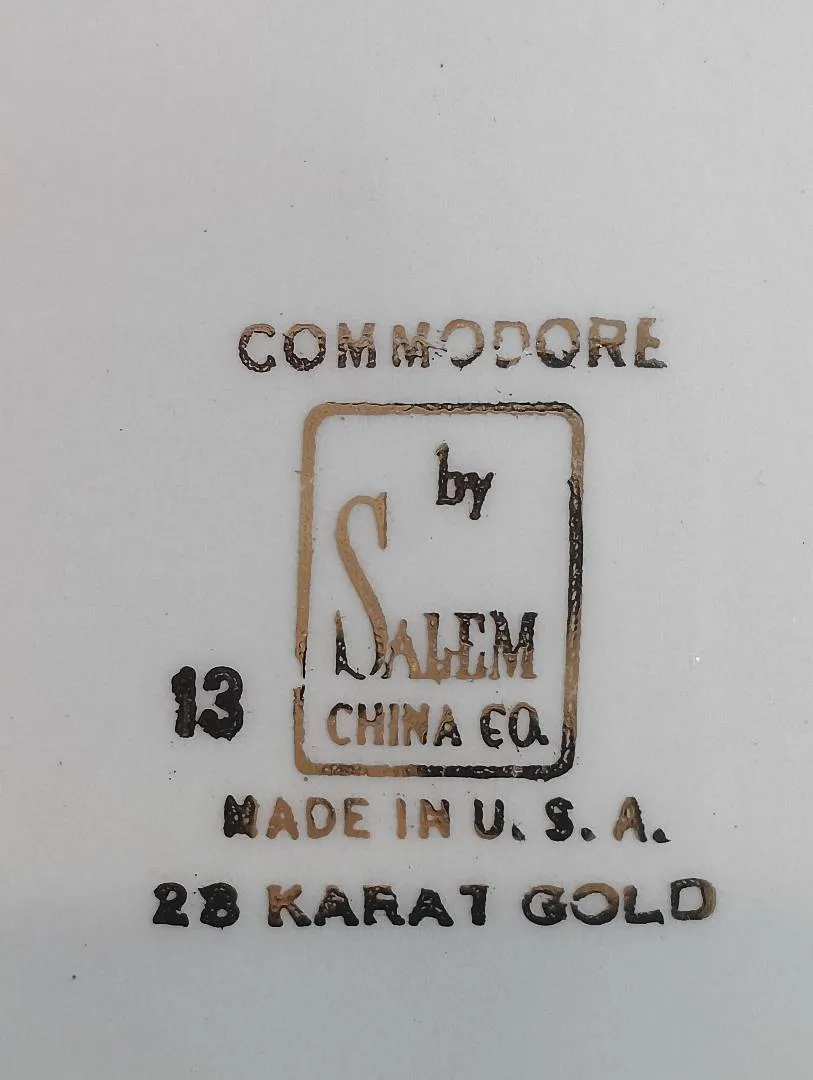 COMMODORE
by
SALEM
CHINA CO.
13
MADE IN U. S. A.
23 KARAT GOLD